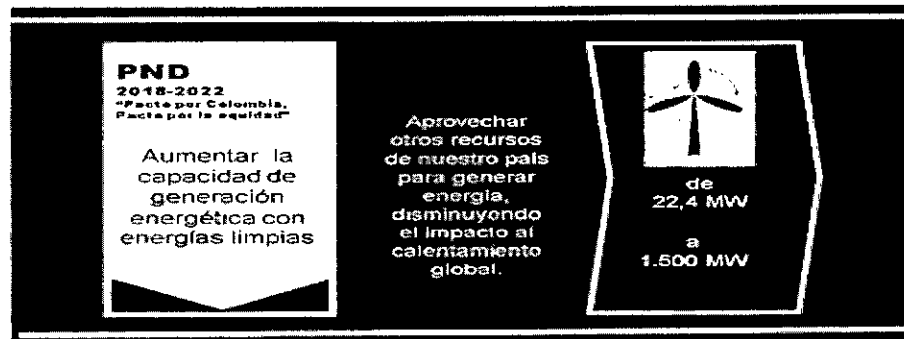 PND
2018-2022
"Pacto por Colombia,
Pacto por la equidad"
Aumentar la
capacidad de
generación
energética con
energías limpias
Aprovechar
otros recursos
de nuestro país
para generar
energía,
disminuyendo
el impacto al
calentamiento
global.
de
22,4 MW
a
1.500 MW